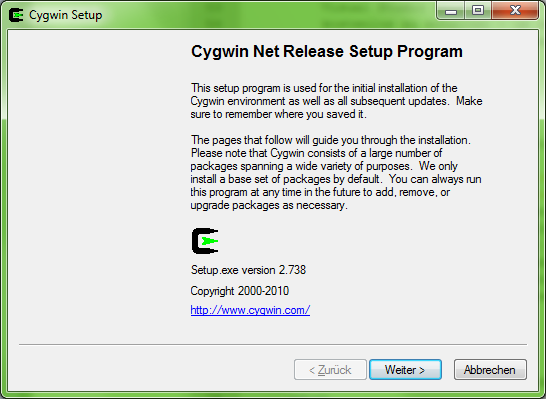 Cygwin Setup
Cygwin Net Release Setup Program
This setup program is used for the initial installation of the
Cygwin environment as well as all subsequent updates. Make
sure to remember where you saved it.
The pages that follow will guide you through the installation.
Please note that Cygwin consists of a large number of
packages spanning a wide variety of purposes. We only
install a base set of packages by default. You can always run
this program at any time in the future to add, remove, or
upgrade packages as necessary.
Setup.exe version 2.738
Copyright 2000-2010
http://www.cygwin.com/
< Zurück
Weiter >
Abbrechen